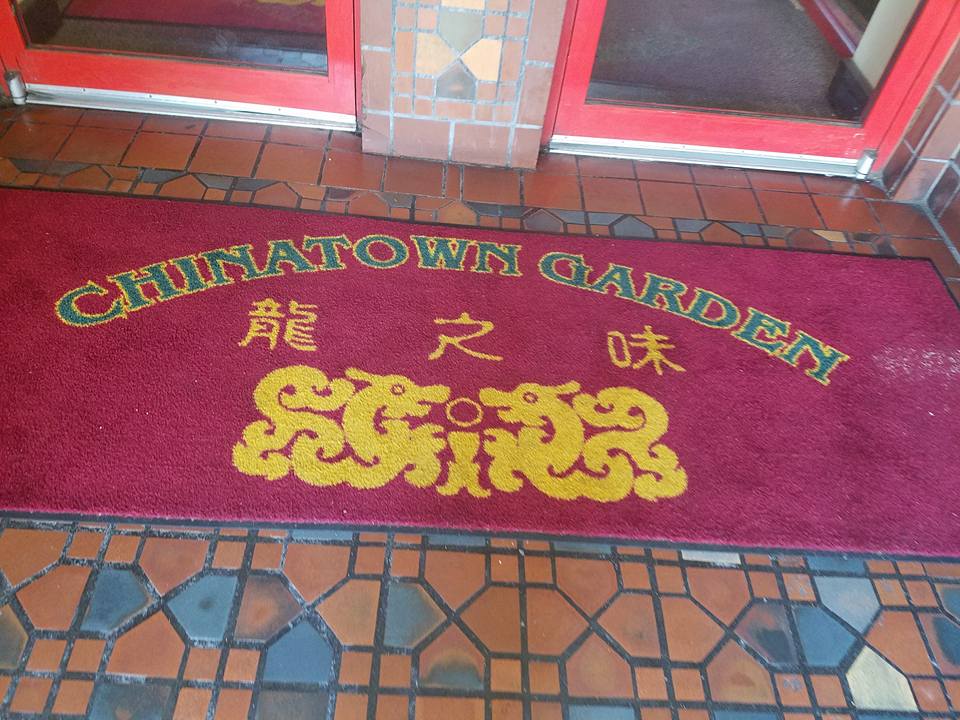 CHINATOWN GARDEN
龍之味